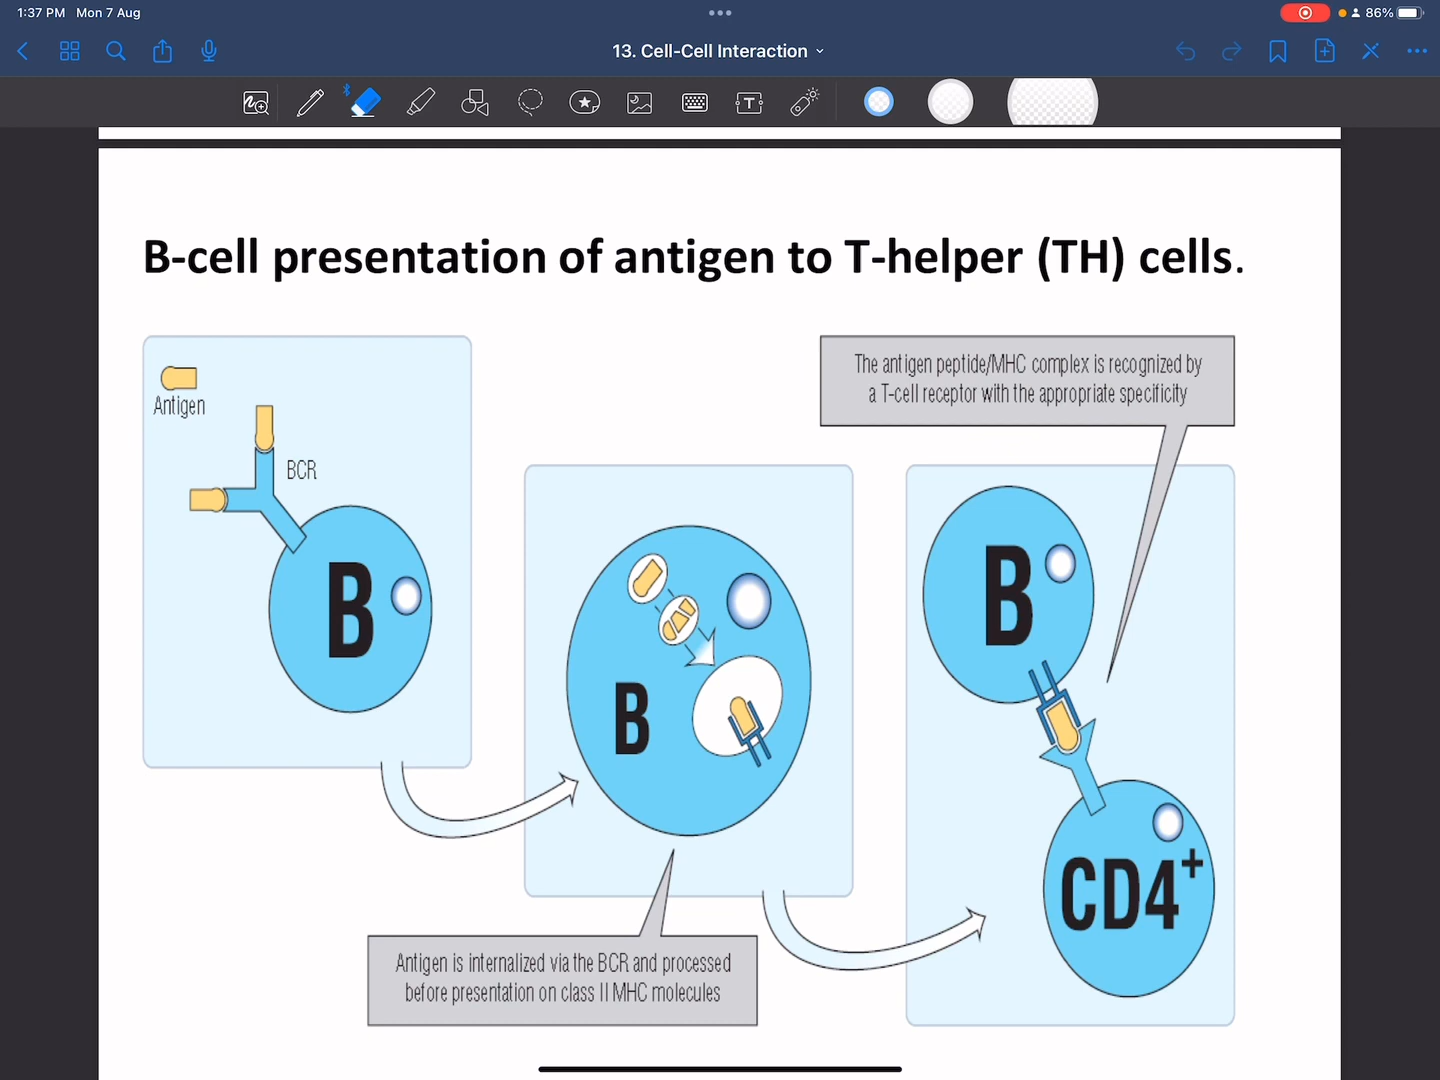 1:37 PM Mon 7 Aug
86%
13. Cell-Cell Interaction
T
B-cell presentation of antigen to T-helper (TH) cells.
Antigen
BCR
B
The antigen peptide/MHC complex is recognized by
a T-cell receptor with the appropriate specificity
B
B
CD4+
Antigen is internalized via the BCR and processed
before presentation on class II MHC molecules